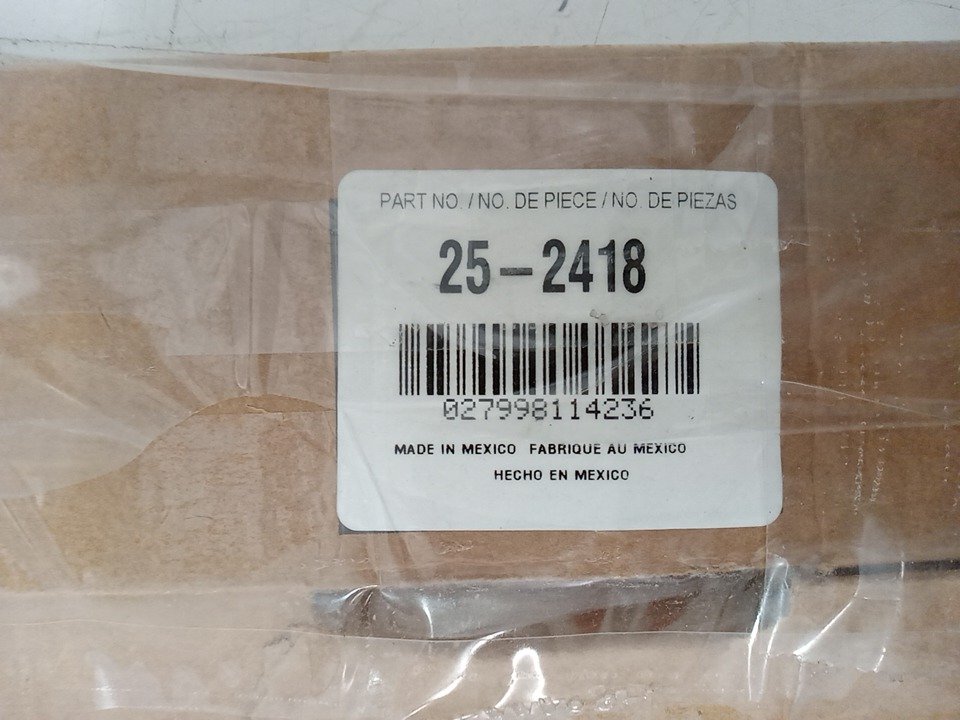 PART NO. / NO. DE PIECE / NO. DE PIEZAS
25-2418
027998114236
MADE IN MEXICO FABRIQUE AU MEXICO
HECHO EN MEXICO